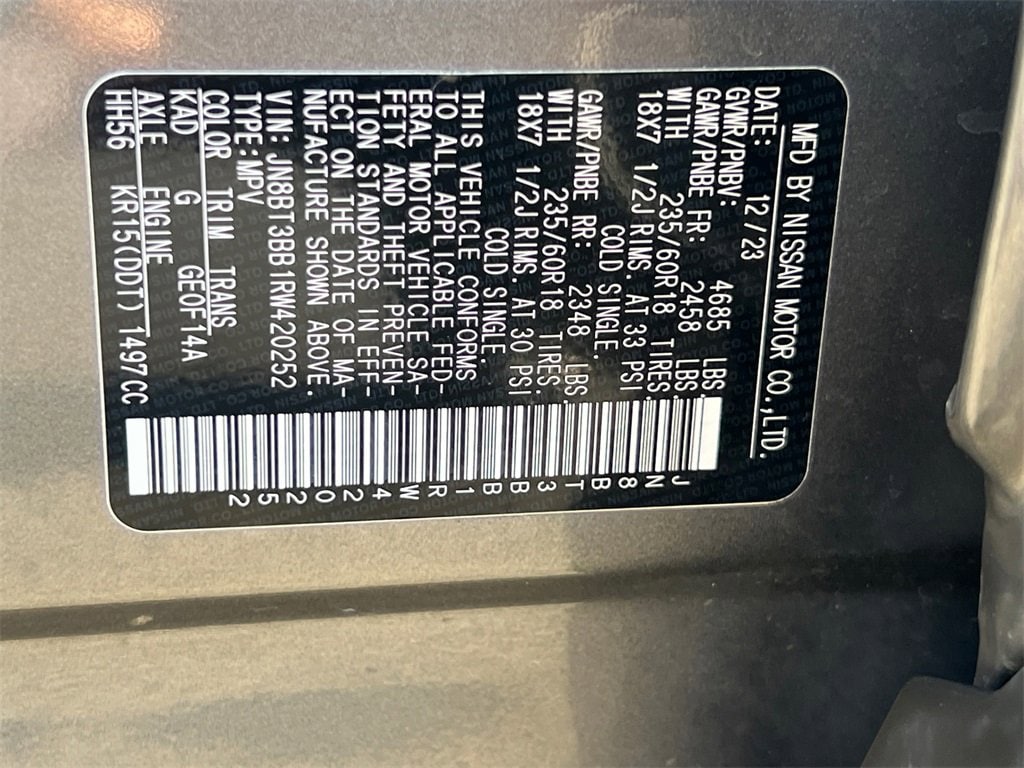 MFD BY NISSAN MOTOR CO.,LTD.
DATE: 12/23
GVWR/PNBV: 4685 LBS.
GAWR/PNBE FR: 2458 LBS.
WITH 235/60R18 TIRES.
18X7 1/2J RIMS. AT 33 PSI
COLD SINGLE.
GAWR/PNBE RR: 2348 LBS.
WITH 235/60R18 TIRES.
18X7 1/2J RIMS. AT 30 PSI
COLD SINGLE.
THIS VEHICLE CONFORMS
TO ALL APPLICABLE FED-
ERAL MOTOR VEHICLE SA-
FETY AND THEFT PREVEN-
TION STANDARDS IN EFF-
ECT ON THE DATE OF MA-
NUFACTURE SHOWN ABOVE.
VIN: JN8BT3BB1RW420252
TYPE:MPV
COLOR TRIM TRANS
KAD G GE0F14A
AXLE ENGINE
HH56 KR15(DDT) 1497CC
JN8BT3BB1RW420252